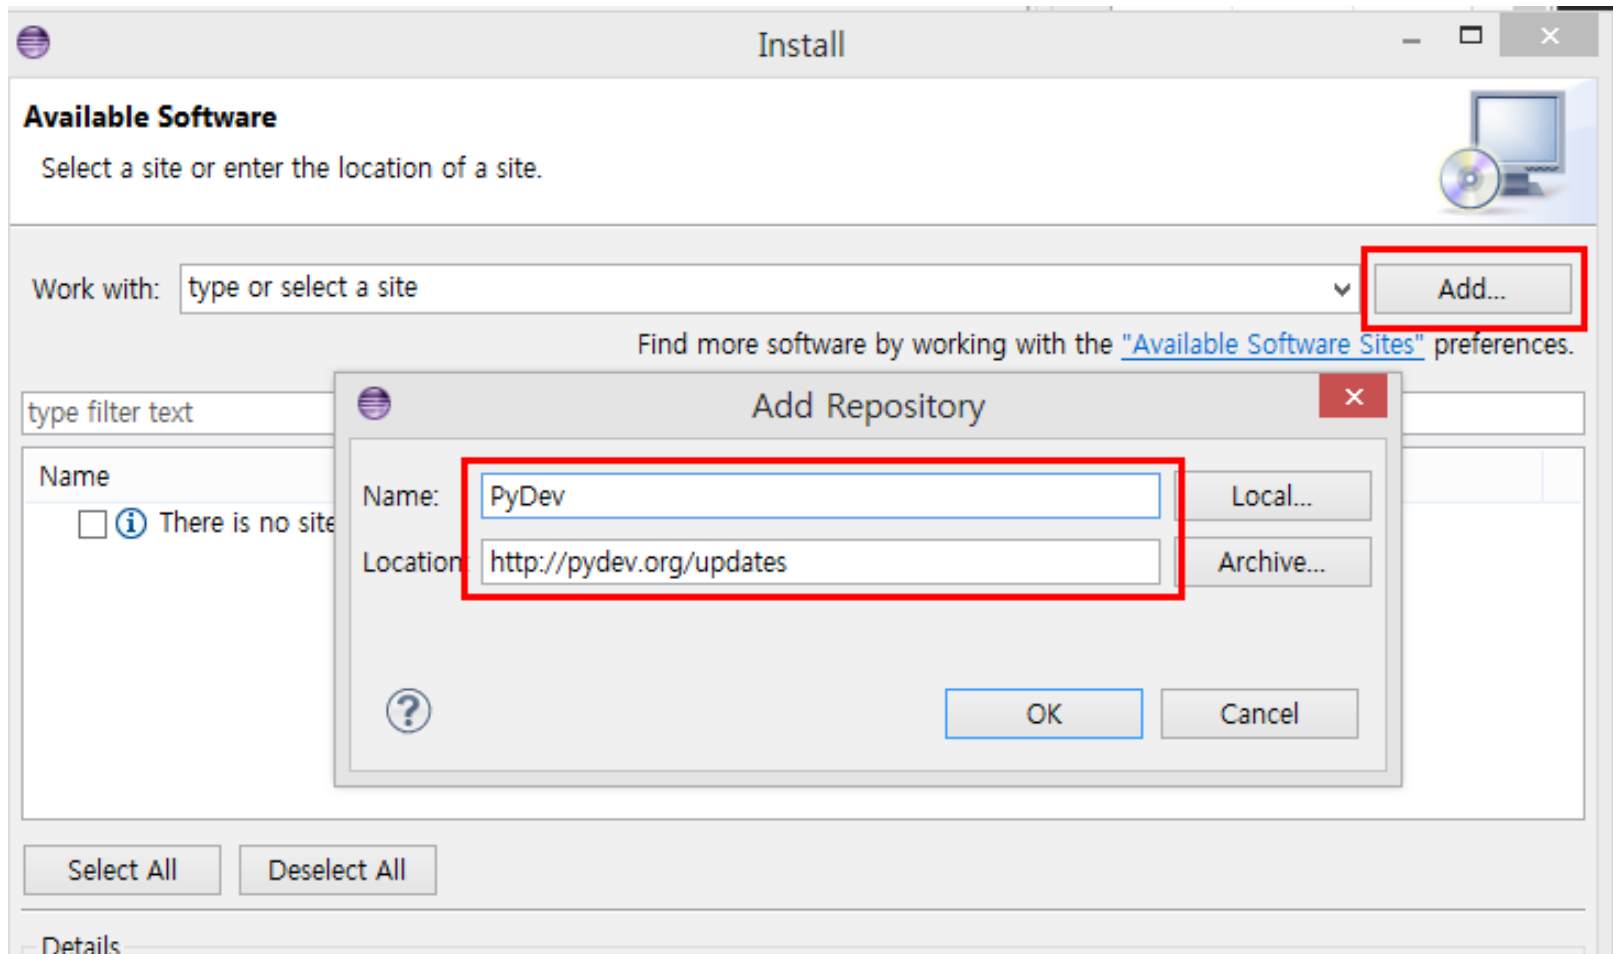 Install
Available Software
Select a site or enter the location of a site.
Work with: type or select a site Add...
Find more software by working with the "Available Software Sites" preferences.
type filter text
Name
There is no site
Add Repository
Name: PyDev Local...
Location: http://pydev.org/updates Archive...
OK Cancel
Select All Deselect All
Details